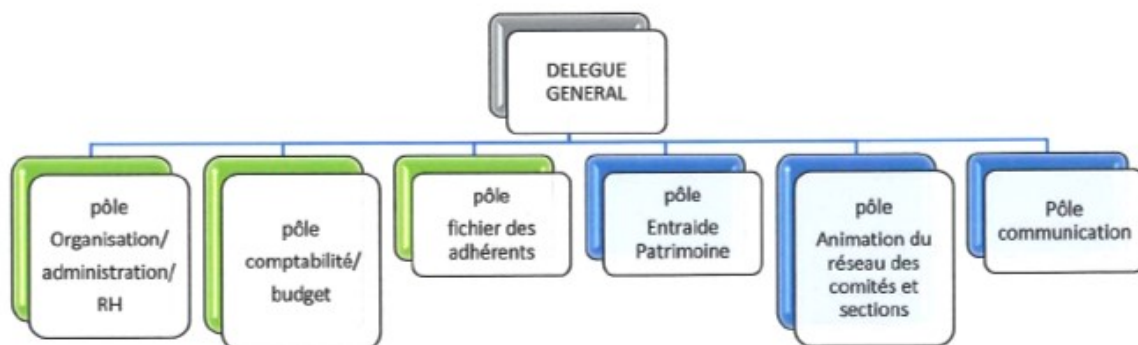 DELEGUE
GENERAL
pôle
Organisation/
administration/
RH
pôle
comptabilité/
budget
pôle
fichier des
adhérents
pôle
Entraide
Patrimoine
pôle
Animation du
réseau des
comités et
sections
Pôle
communication